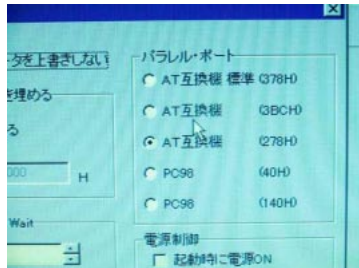 ータを上書きしない
を埋める
る
000 H
Wait
パラレル・ポート
AT互換機 標準 (378H)
AT互換機 (3BCH)
AT互換機 (278H)
PC98 (40H)
PC98 (140H)
電源制御
起動時に電源ON